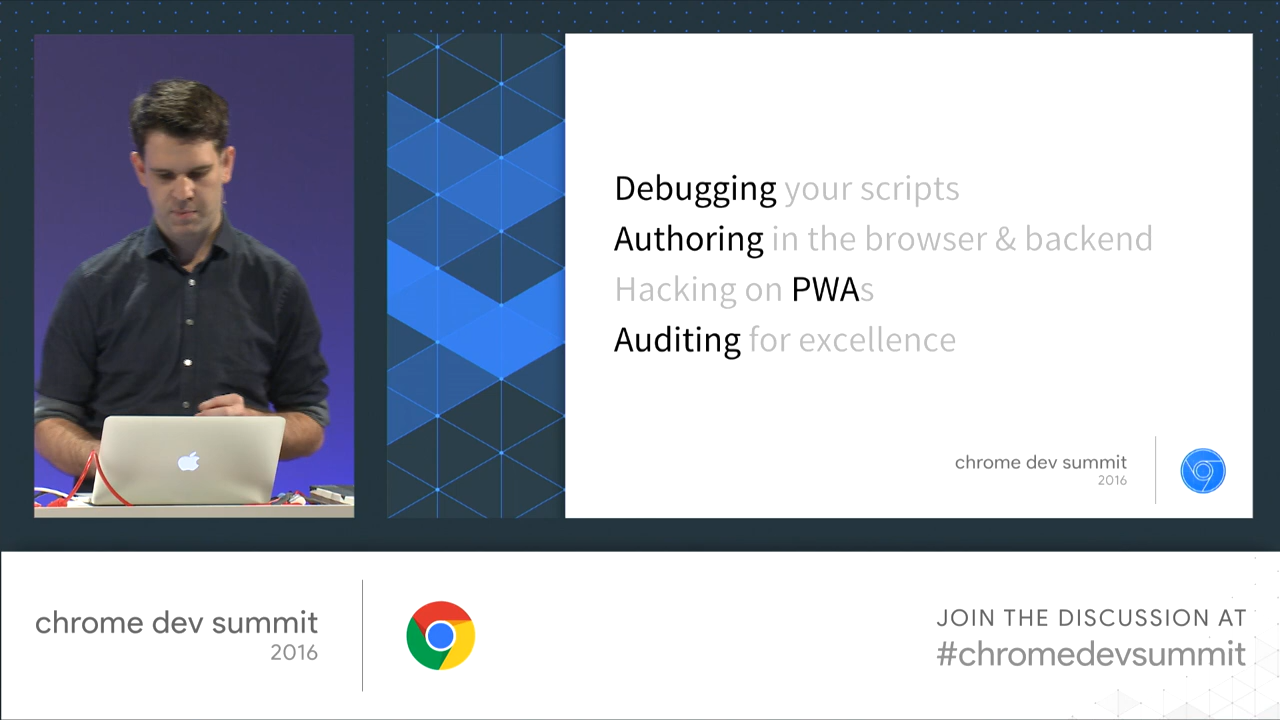 Debugging your scripts
Authoring in the browser & backend
Hacking on PWAs
Auditing for excellence
chrome dev summit
2016
chrome dev summit
2016
JOIN THE DISCUSSION AT
#chromedevsummit